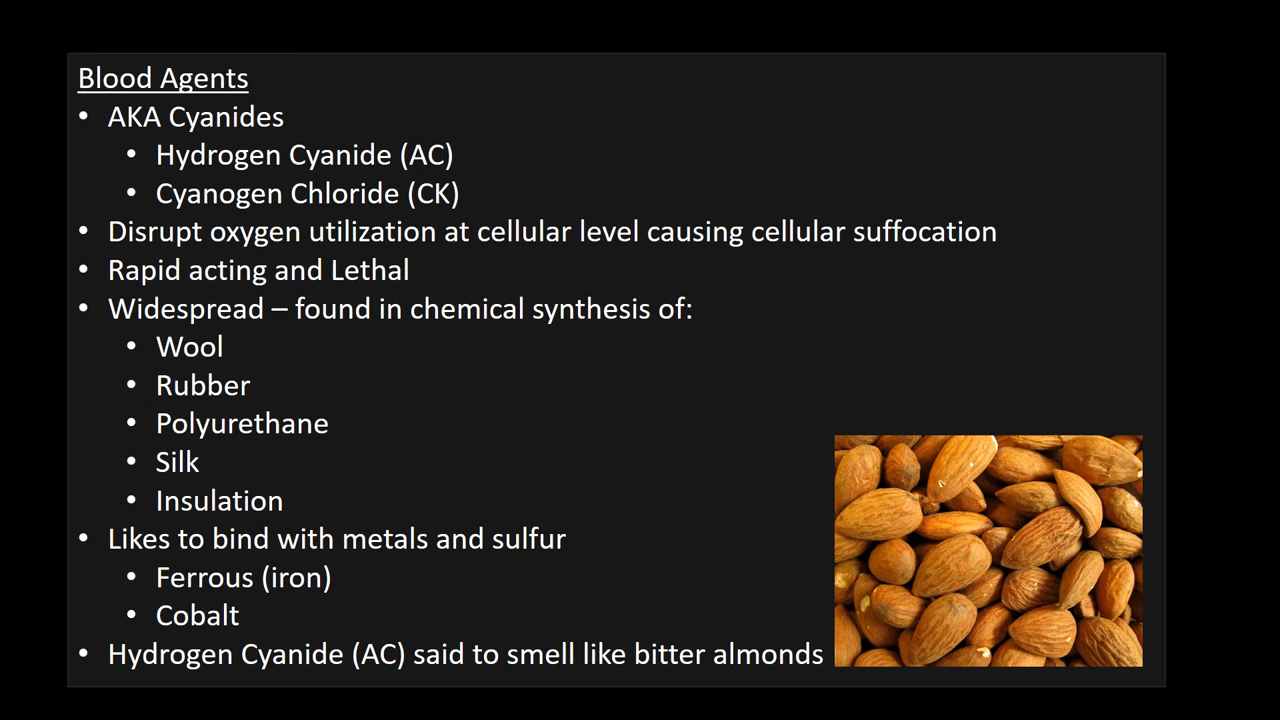 Blood Agents
• AKA Cyanides
• Hydrogen Cyanide (AC)
• Cyanogen Chloride (CK)
• Disrupt oxygen utilization at cellular level causing cellular suffocation
• Rapid acting and Lethal
• Widespread – found in chemical synthesis of:
• Wool
• Rubber
• Polyurethane
• Silk
• Insulation
• Likes to bind with metals and sulfur
• Ferrous (iron)
• Cobalt
• Hydrogen Cyanide (AC) said to smell like bitter almonds